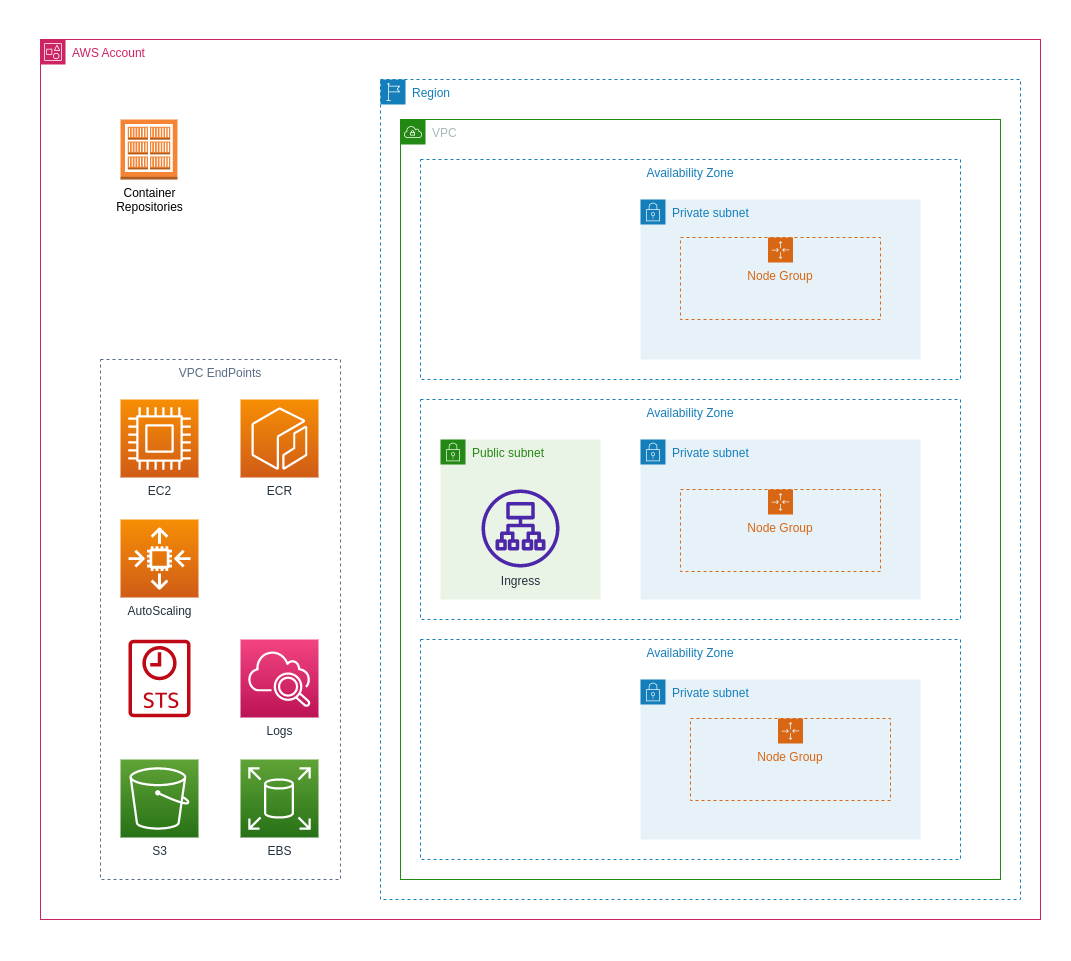 AWS Account
Region
VPC
Container
Repositories
Availability Zone
Private subnet
Node Group
VPC EndPoints
EC2
ECR
AutoScaling
STS
Logs
S3
EBS
Availability Zone
Public subnet
Ingress
Private subnet
Node Group
Availability Zone
Private subnet
Node Group